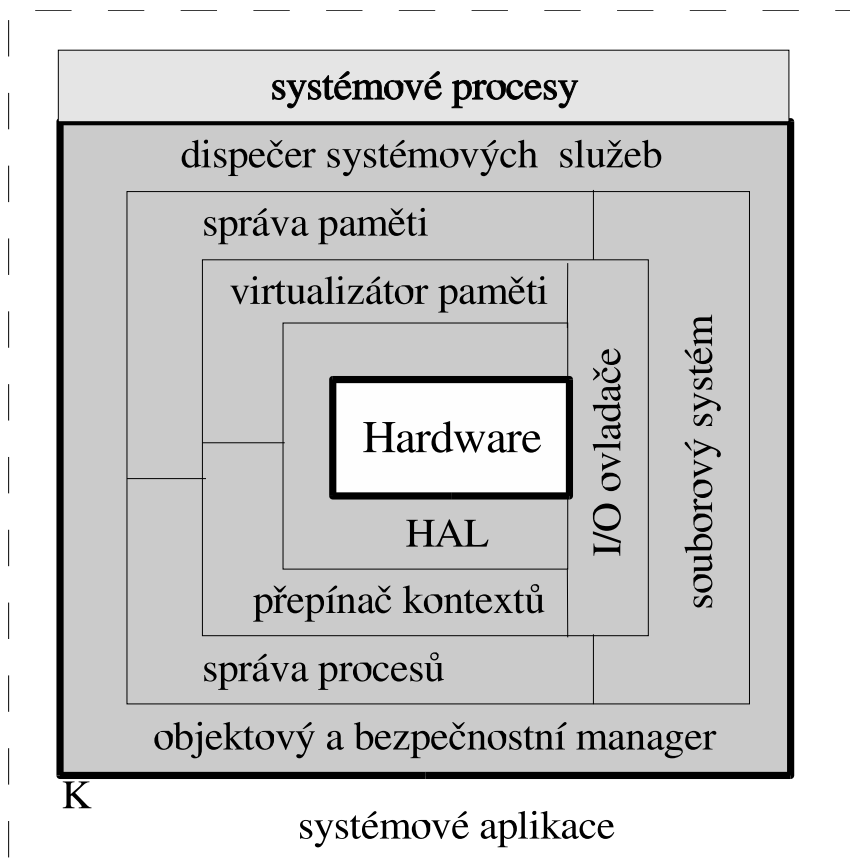 systémové procesy
dispečer systémových služeb
správa paměti
virtualizátor paměti
Hardware
I/O ovladače
souborový systém
HAL
přepínač kontextů
správa procesů
objektový a bezpečnostní manager
K
systémové aplikace